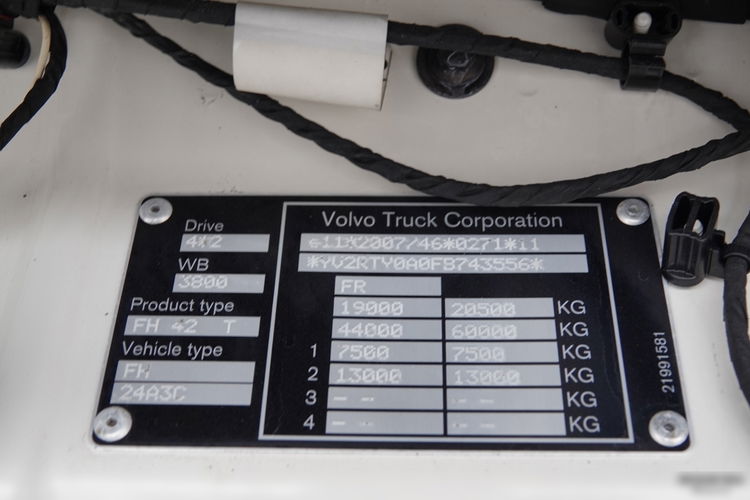 Drive
4X2
WB
3800
Product type
FH 42 T
Vehicle type
FH
24A3C
Volvo Truck Corporation
e11*2007/46*0271*i1
*YV2RTY0A0FB743556*
FR
19000 20500 KG
44000 60000 KG
1 7500 7500 KG
2 13000 13000 KG
3 -- -- KG
4 -- -- KG
21991581